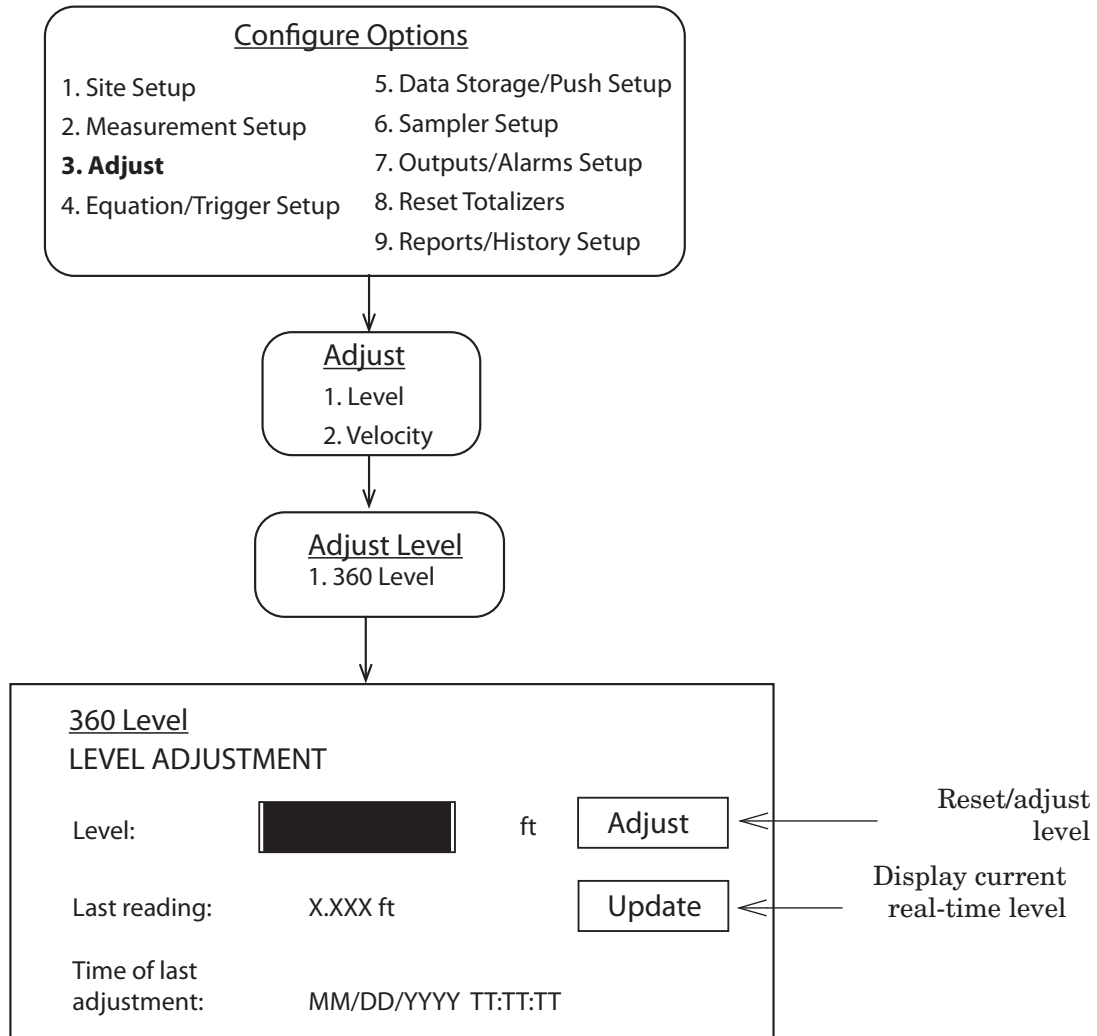 Configure Options
1. Site Setup
2. Measurement Setup
3. Adjust
4. Equation/Trigger Setup
5. Data Storage/Push Setup
6. Sampler Setup
7. Outputs/Alarms Setup
8. Reset Totalizers
9. Reports/History Setup
Adjust
1. Level
2. Velocity
Adjust Level
1. 360 Level
360 Level
LEVEL ADJUSTMENT
Level:
ft
Adjust
Reset/adjust
level
Last reading:
X.XXX ft
Update
Display current
real-time level
Time of last
adjustment:
MM/DD/YYYY TT:TT:TT